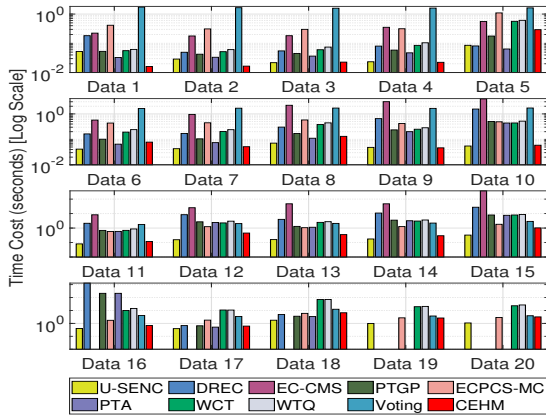 Time Cost (seconds) [Log Scale]
10^0
10^-2
Data 1 Data 2 Data 3 Data 4 Data 5
10^0
10^-2
Data 6 Data 7 Data 8 Data 9 Data 10
10^0
Data 11 Data 12 Data 13 Data 14 Data 15
10^0
Data 16 Data 17 Data 18 Data 19 Data 20
U-SENC DREC EC-CMS PTGP ECPCS-MC
PTA WCT WTQ Voting CEHM